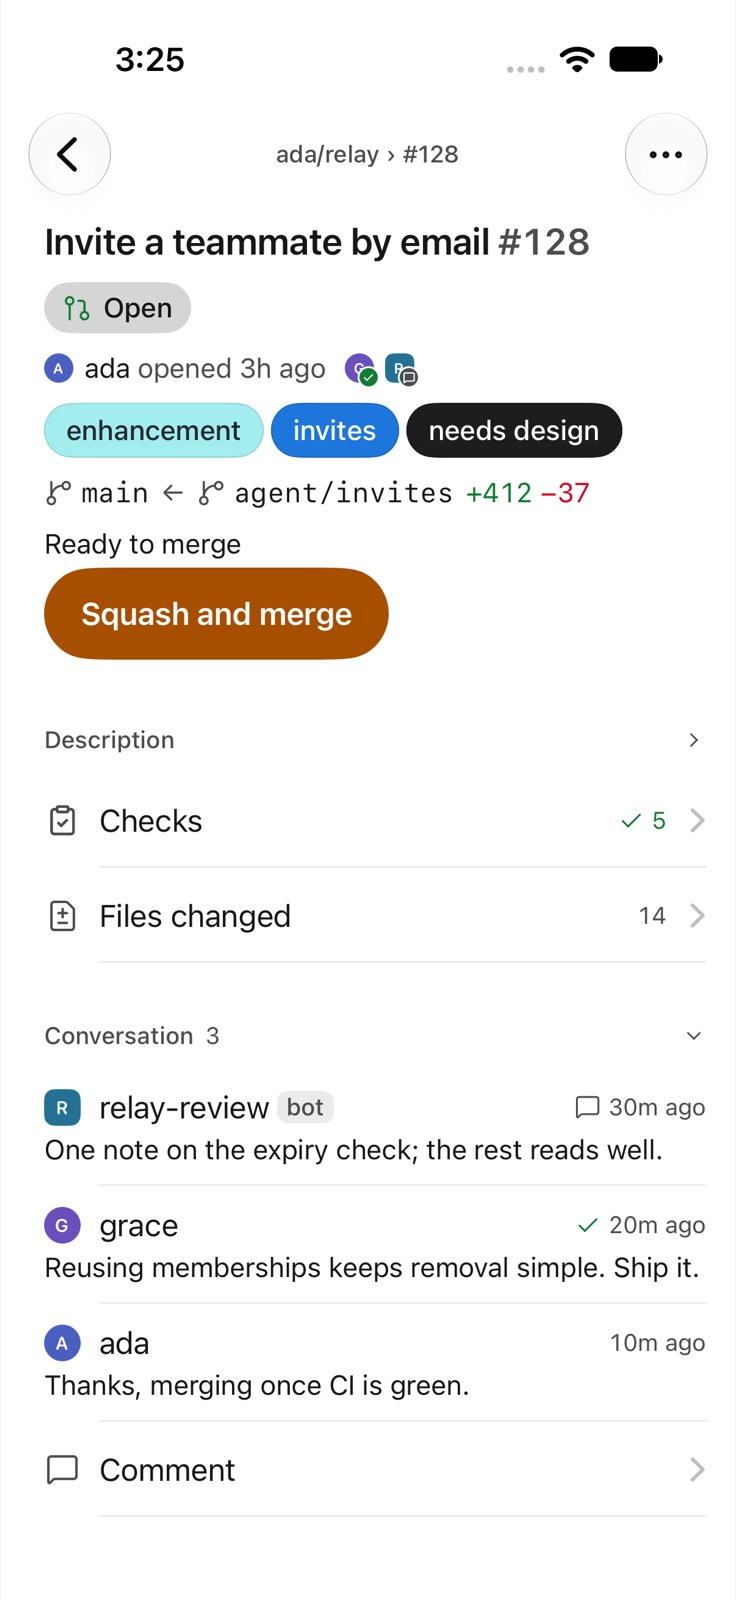 3:25
ada/relay › #128
Invite a teammate by email #128
Open
A ada opened 3h ago
enhancement invites needs design
main ← agent/invites +412 −37
Ready to merge
Squash and merge
Description
Checks 5
Files changed 14
Conversation 3
R relay-review bot 30m ago
One note on the expiry check; the rest reads well.
G grace 20m ago
Reusing memberships keeps removal simple. Ship it.
A ada 10m ago
Thanks, merging once CI is green.
Comment